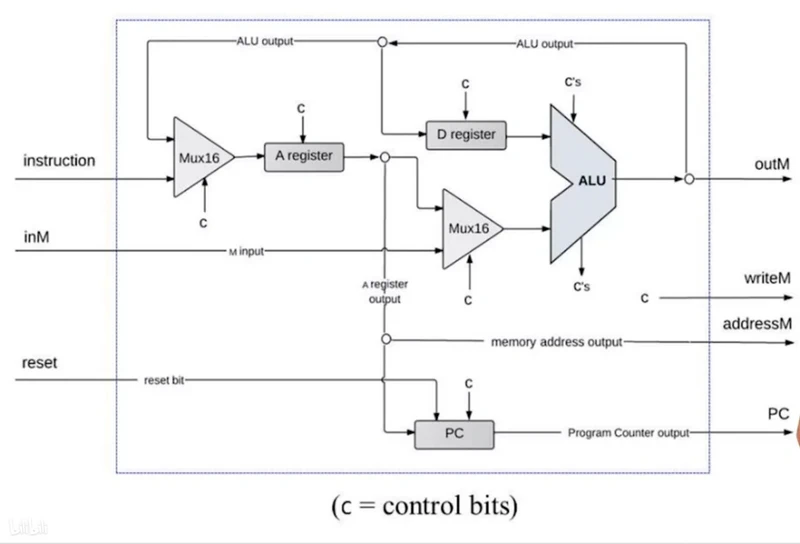 ALU output
ALU output
c
c's
c
D register
Mux16
A register
instruction
ALU
outM
c
Mux16
inM
M input
c
c's
A register
output
c
writeM
addressM
memory address output
reset
reset bit
c
PC
PC
Program Counter output
(c = control bits)
bilibili